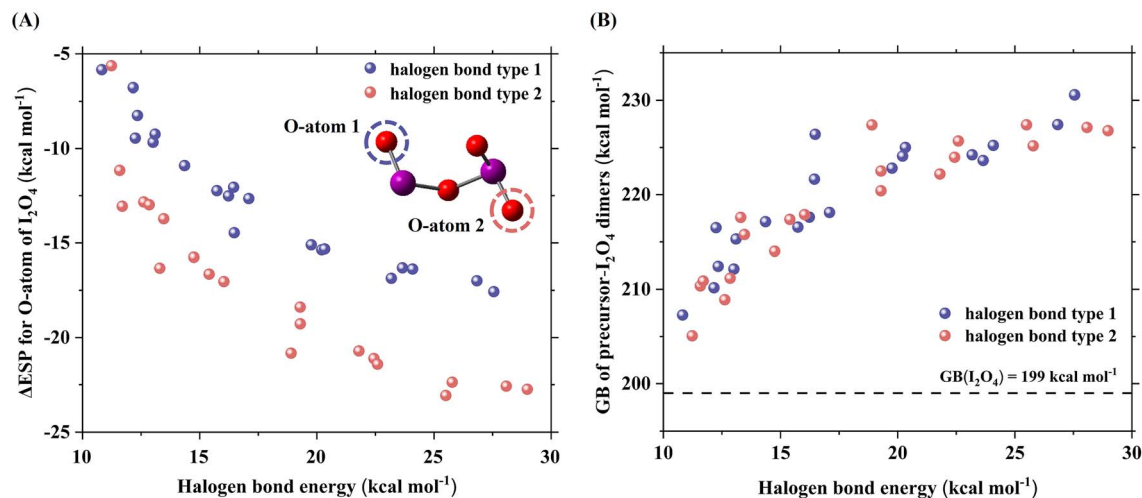 (A)
-5
-10
-15
-20
-25
ΔESP for O-atom of I₂O₄ (kcal mol⁻¹)
halogen bond type 1
halogen bond type 2
O-atom 1
O-atom 2
10 15 20 25 30
Halogen bond energy (kcal mol⁻¹)
(B)
230
220
210
200
GB of precursor-I₂O₄ dimers (kcal mol⁻¹)
halogen bond type 1
halogen bond type 2
GB(I₂O₄) = 199 kcal mol⁻¹
10 15 20 25 30
Halogen bond energy (kcal mol⁻¹)